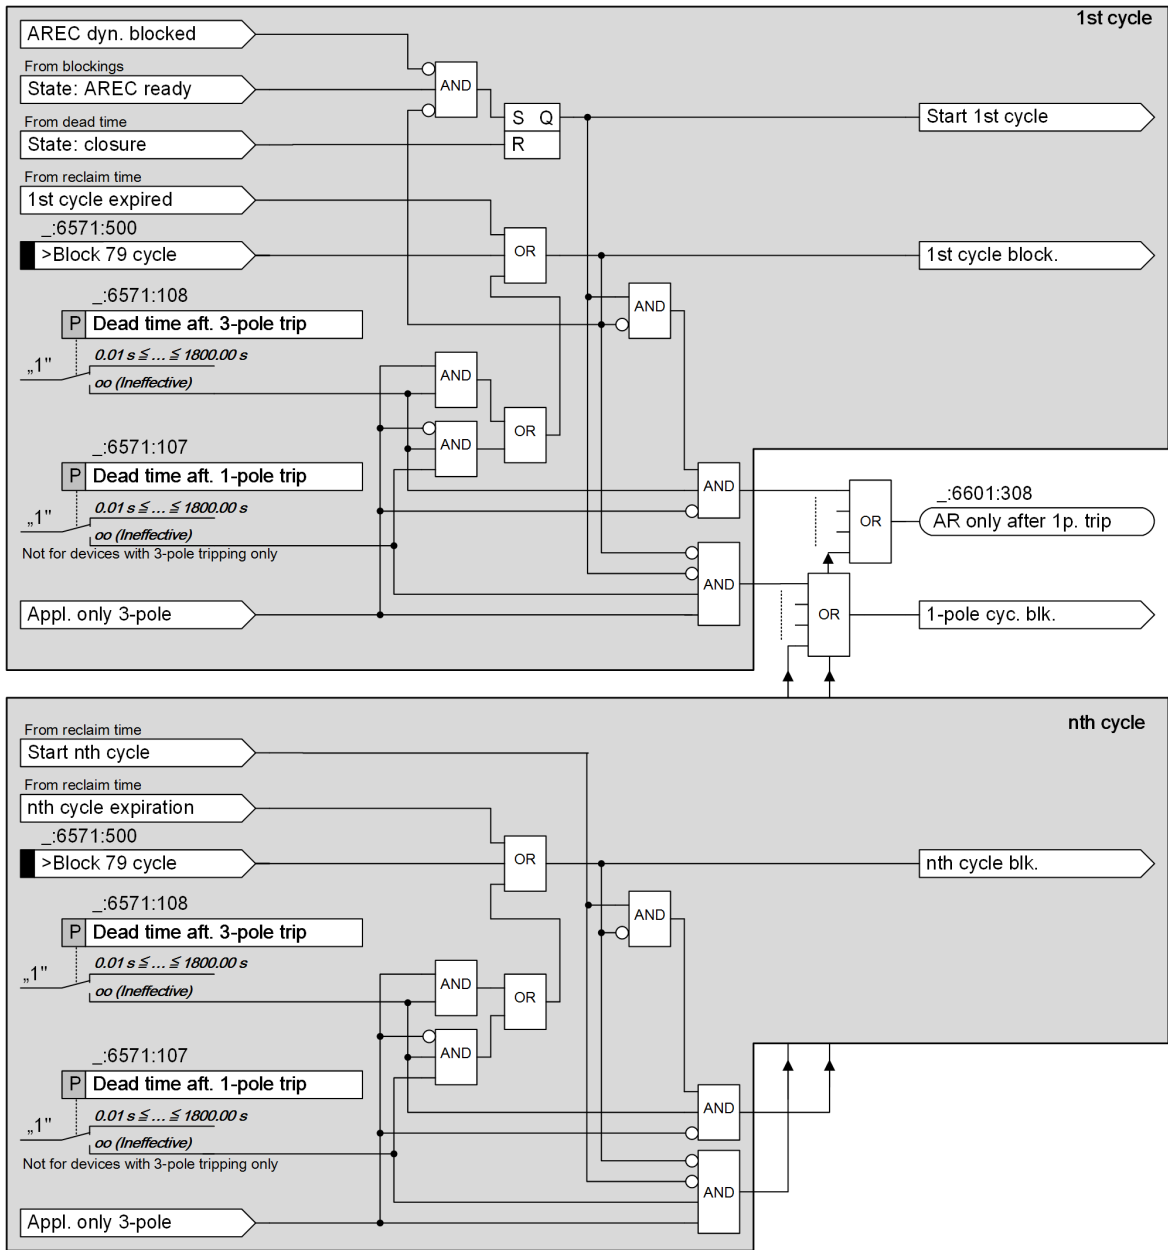 1st cycle
AREC dyn. blocked
From blockings
State: AREC ready
AND
From dead time
State: closure
S Q
R
Start 1st cycle
From reclaim time
1st cycle expired
_:6571:500
>Block 79 cycle
OR
1st cycle block.
_:6571:108
P Dead time aft. 3-pole trip
AND
„1"
0.01 s ≦ ... ≦ 1800.00 s
oo (Ineffective)
AND
OR
AND
_:6571:107
P Dead time aft. 1-pole trip
AND
„1"
0.01 s ≦ ... ≦ 1800.00 s
oo (Ineffective)
Not for devices with 3-pole tripping only
_:6601:308
OR
AR only after 1p. trip
AND
Appl. only 3-pole
OR
1-pole cyc. blk.
nth cycle
From reclaim time
Start nth cycle
From reclaim time
nth cycle expiration
_:6571:500
>Block 79 cycle
OR
nth cycle blk.
_:6571:108
P Dead time aft. 3-pole trip
AND
„1"
0.01 s ≦ ... ≦ 1800.00 s
oo (Ineffective)
AND
OR
AND
_:6571:107
P Dead time aft. 1-pole trip
AND
„1"
0.01 s ≦ ... ≦ 1800.00 s
oo (Ineffective)
Not for devices with 3-pole tripping only
AND
Appl. only 3-pole